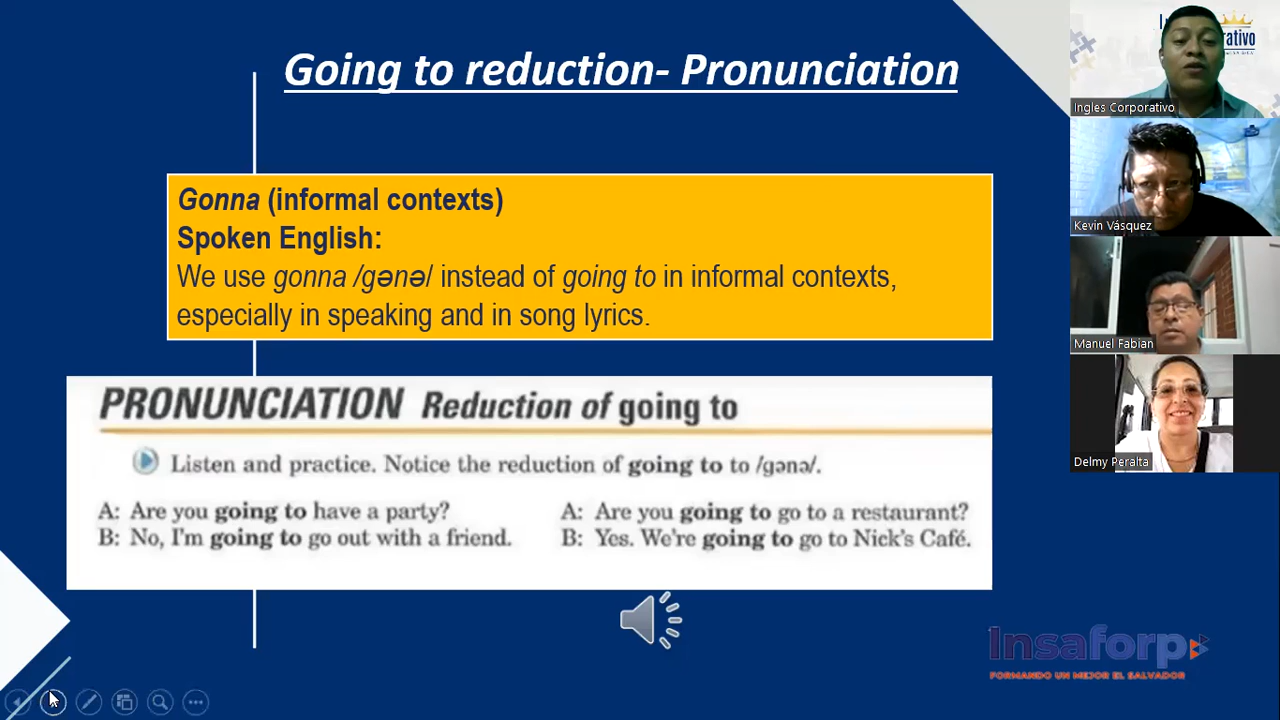 Going to reduction- Pronunciation
Gonna (informal contexts)
Spoken English:
We use gonna /gənə/ instead of going to in informal contexts,
especially in speaking and in song lyrics.
PRONUNCIATION Reduction of going to
Listen and practice. Notice the reduction of going to to /gənə/.
A: Are you going to have a party?
B: No, I'm going to go out with a friend.
A: Are you going to go to a restaurant?
B: Yes. We're going to go to Nick's Café.
Insaforp
FORMANDO UN MEJOR EL SALVADOR
Ingles Corporativo
Kevin Vásquez
Manuel Fabian
Delmy Peralta